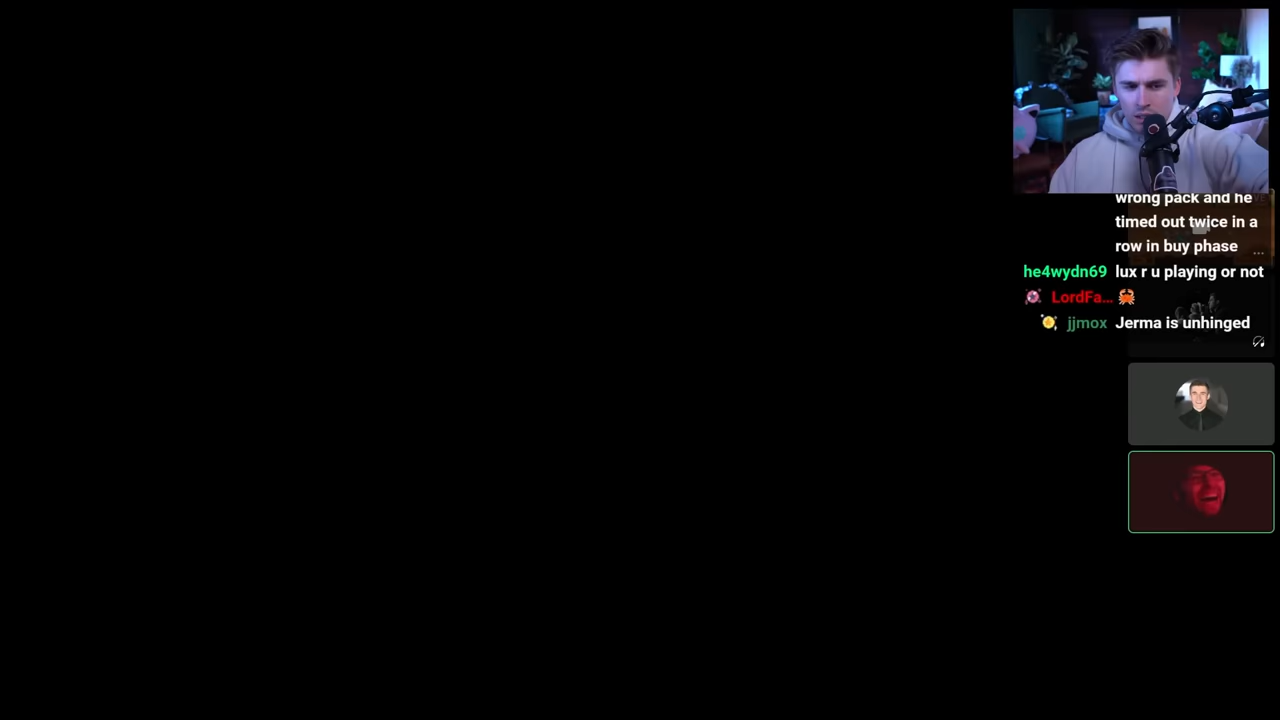 wrong pack and he
timed out twice in a
row in buy phase
he4wydn69 lux r u playing or not
LordFa... 🦀
jjmox Jerma is unhinged